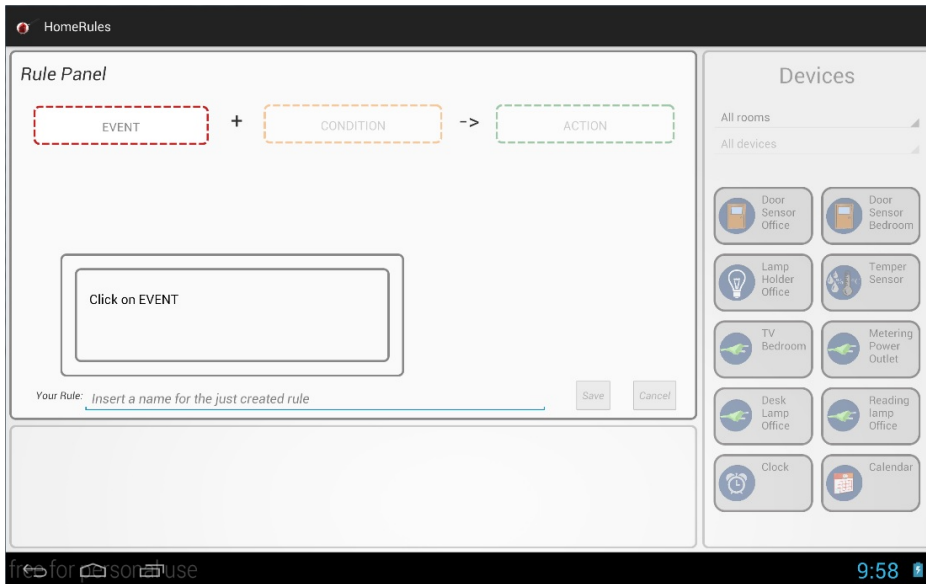 HomeRules
Rule Panel
EVENT + CONDITION -> ACTION
Click on EVENT
Your Rule: Insert a name for the just created rule
Save Cancel
Devices
All rooms
All devices
Door
Sensor
Office
Door
Sensor
Bedroom
Lamp
Holder
Office
Temper
Sensor
TV
Bedroom
Metering
Power
Outlet
Desk
Lamp
Office
Reading
lamp
Office
Clock
Calendar
free for personal use
9:58